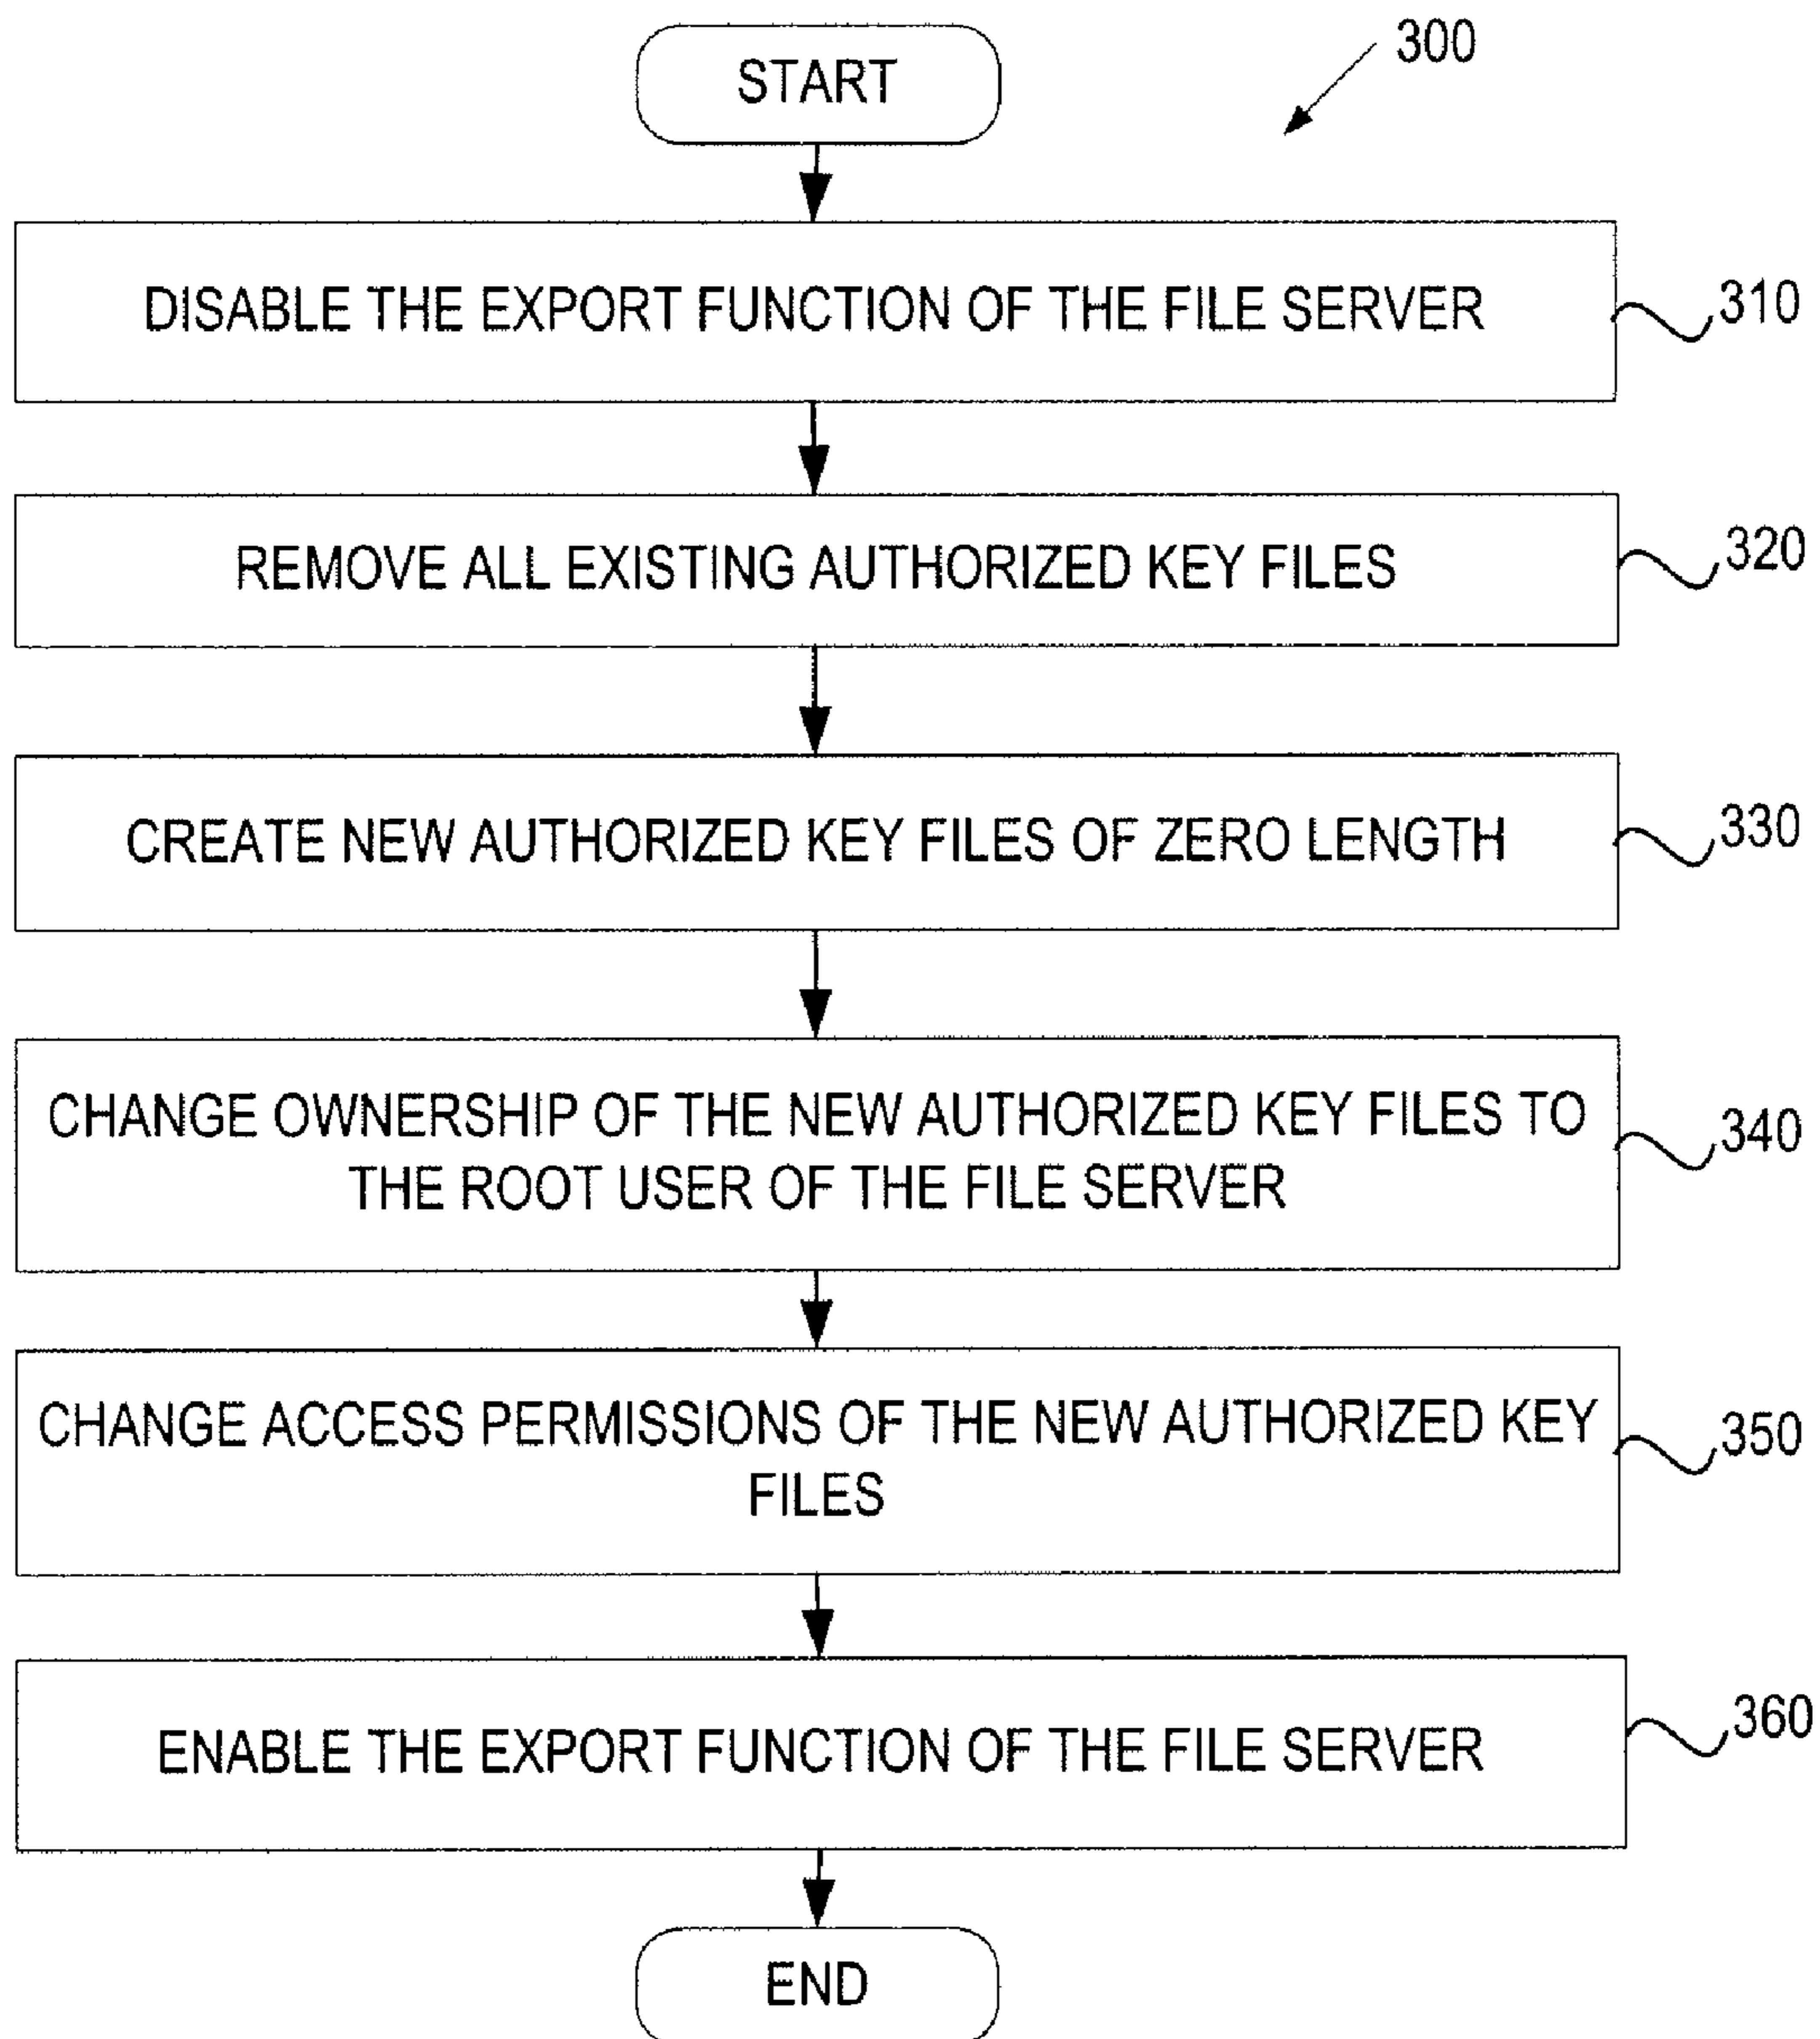 START
300
DISABLE THE EXPORT FUNCTION OF THE FILE SERVER
310
REMOVE ALL EXISTING AUTHORIZED KEY FILES
320
CREATE NEW AUTHORIZED KEY FILES OF ZERO LENGTH
330
CHANGE OWNERSHIP OF THE NEW AUTHORIZED KEY FILES TO
THE ROOT USER OF THE FILE SERVER
340
CHANGE ACCESS PERMISSIONS OF THE NEW AUTHORIZED KEY
FILES
350
ENABLE THE EXPORT FUNCTION OF THE FILE SERVER
360
END